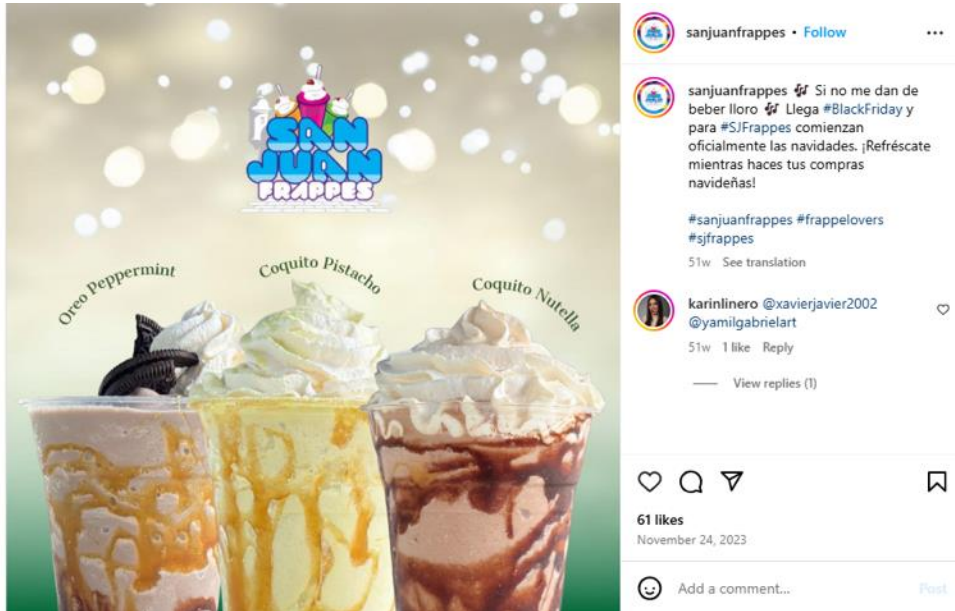 SAN
JUAN
FRAPPES
Oreo Peppermint
Coquito Pistacho
Coquito Nutella
sanjuanfrappes • Follow
sanjuanfrappes 🎶 Si no me dan de
beber lloro 🎶 Llega #BlackFriday y
para #SJFrappes comienzan
oficialmente las navidades. ¡Refréscate
mientras haces tus compras
navideñas!
#sanjuanfrappes #frappelovers
#sjfrappes
51w See translation
karinlinero @xavierjavier2002
@yamilgabrielart
51w 1 like Reply
View replies (1)
61 likes
November 24, 2023
Add a comment...
Post